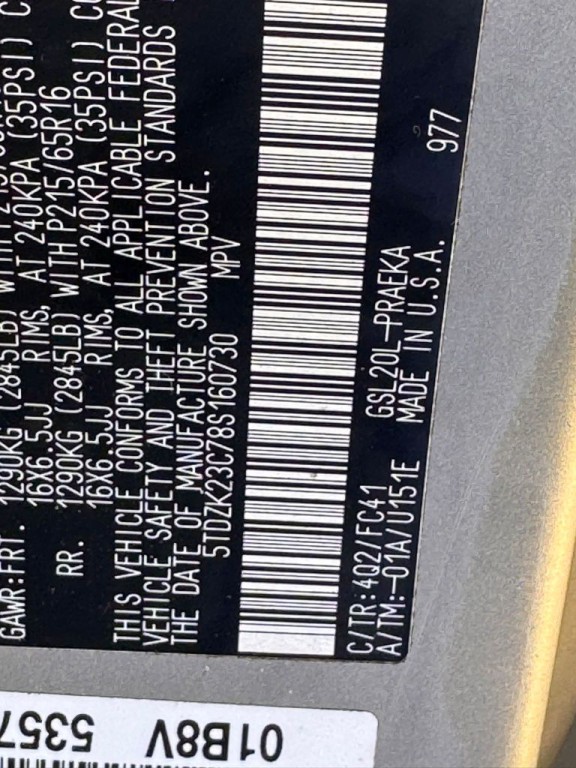 GAWR:FRT. 1290KG (2845LB) WITH P215/65R16
16X6.5JJ RIMS, AT 240KPA (35PSI) C
RR. 1290KG (2845LB) WITH P215/65R16
16X6.5JJ RIMS, AT 240KPA (35PSI) CO
THIS VEHICLE CONFORMS TO ALL APPLICABLE FEDERAL
VEHICLE SAFETY AND THEFT PREVENTION STANDARDS
THE DATE OF MANUFACTURE SHOWN ABOVE.
5TDZK23C78S160730 MPV
C/TR:4Q2/FC41 GSL20L-PRAEKA
A/TM:-01A/U151E MADE IN U.S.A. 977
01B8V
5357